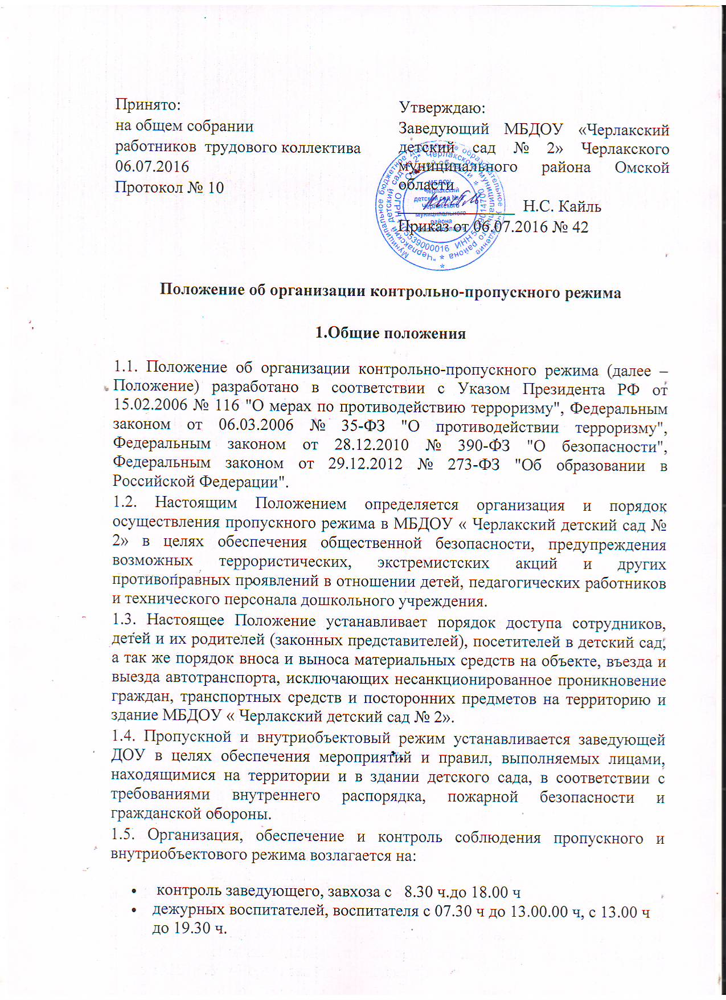 Принято:
на общем собрании
работников трудового коллектива
06.07.2016
Протокол № 10
Утверждаю:
Заведующий МБДОУ «Черлакский
детский сад № 2» Черлакского
муниципального района Омской
области
Н.С. Кайль
Приказ от 06.07.2016 № 42
Положение об организации контрольно-пропускного режима
1.Общие положения
1.1. Положение об организации контрольно-пропускного режима (далее –
Положение) разработано в соответствии с Указом Президента РФ от
15.02.2006 № 116 "О мерах по противодействию терроризму", Федеральным
законом от 06.03.2006 № 35-ФЗ "О противодействии терроризму",
Федеральным законом от 28.12.2010 № 390-ФЗ "О безопасности",
Федеральным законом от 29.12.2012 № 273-ФЗ "Об образовании в
Российской Федерации".
1.2. Настоящим Положением определяется организация и порядок
осуществления пропускного режима в МБДОУ « Черлакский детский сад №
2» в целях обеспечения общественной безопасности, предупреждения
возможных террористических, экстремистских акций и других
противоправных проявлений в отношении детей, педагогических работников
и технического персонала дошкольного учреждения.
1.3. Настоящее Положение устанавливает порядок доступа сотрудников,
детей и их родителей (законных представителей), посетителей в детский сад,
а так же порядок вноса и выноса материальных средств на объекте, въезда и
выезда автотранспорта, исключающих несанкционированное проникновение
граждан, транспортных средств и посторонних предметов на территорию и
здание МБДОУ « Черлакский детский сад № 2».
1.4. Пропускной и внутриобъектовый режим устанавливается заведующей
ДОУ в целях обеспечения мероприятий и правил, выполняемых лицами,
находящимися на территории и в здании детского сада, в соответствии с
требованиями внутреннего распорядка, пожарной безопасности и
гражданской обороны.
1.5. Организация, обеспечение и контроль соблюдения пропускного и
внутриобъектового режима возлагается на:
• контроль заведующего, завхоза с 8.30 ч.до 18.00 ч
• дежурных воспитателей, воспитателя с 07.30 ч до 13.00.00 ч, с 13.00 ч
до 19.30 ч.